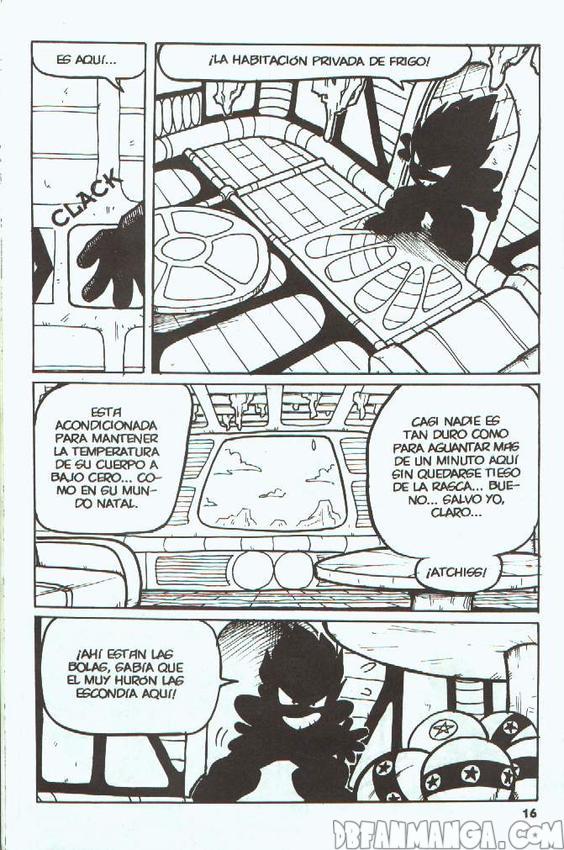 ES AQUÍ...
¡LA HABITACIÓN PRIVADA DE FRIGO!
CLACK
ESTÁ
ACONDICIONADA
PARA MANTENER
LA TEMPERATURA
DE SU CUERPO A
BAJO CERO... CO-
MO EN SU MUN-
DO NATAL.
CASI NADIE ES
TAN DURO COMO
PARA AGUANTAR MÁS
DE UN MINUTO AQUÍ
SIN QUEDARSE TIESO
DE LA RASCA... BUE-
NO... SALVO YO,
CLARO...
¡ATCHISS!
¡AHÍ ESTÁN LAS
BOLAS, SABÍA QUE
EL MUY HURÓN LAS
ESCONDÍA AQUÍ!
16
DBFANMANGA.COM